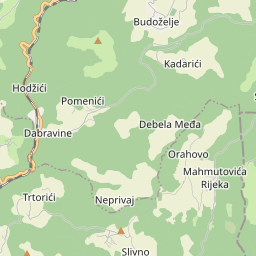 Budoželje
Kadarići
Hodžići
Pomenići
Debela Međa
Dabravine
Orahovo
Mahmutovića
Rijeka
Trtorići
Neprivaj
Slivno